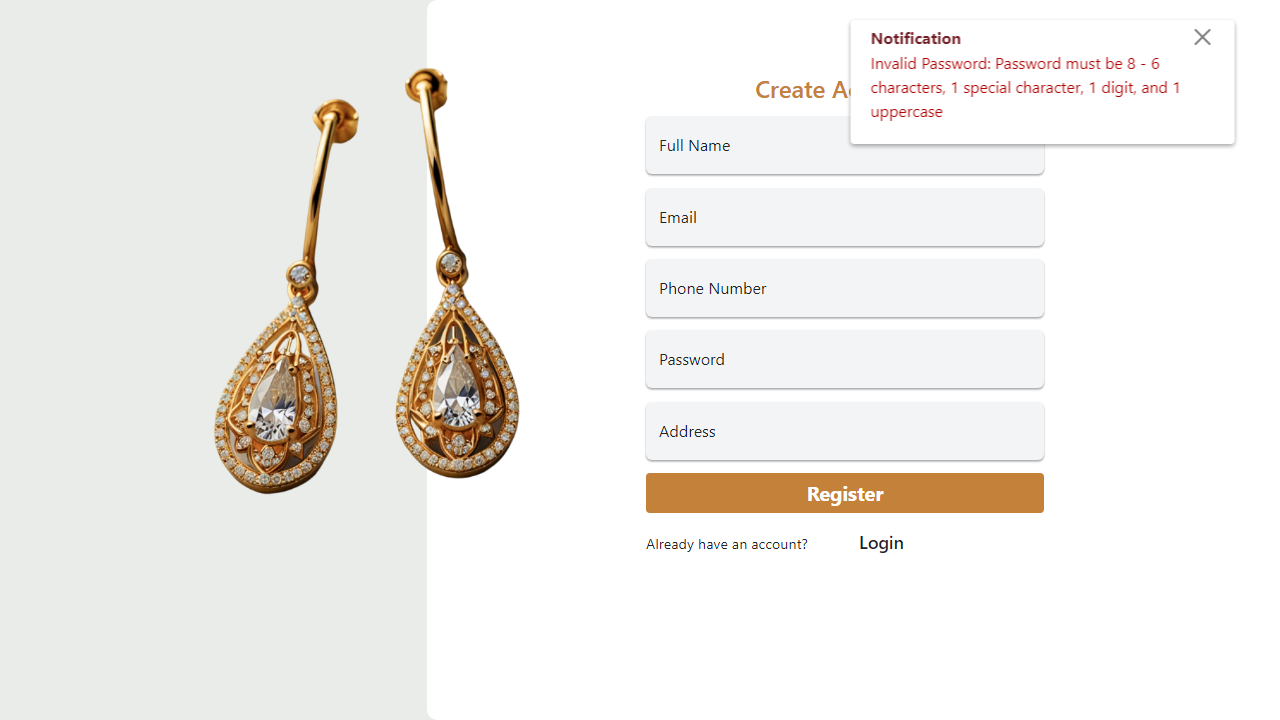 Notification
Invalid Password: Password must be 8 - 6
characters, 1 special character, 1 digit, and 1
uppercase
Create
Full Name
Email
Phone Number
Password
Address
Register
Already have an account?
Login